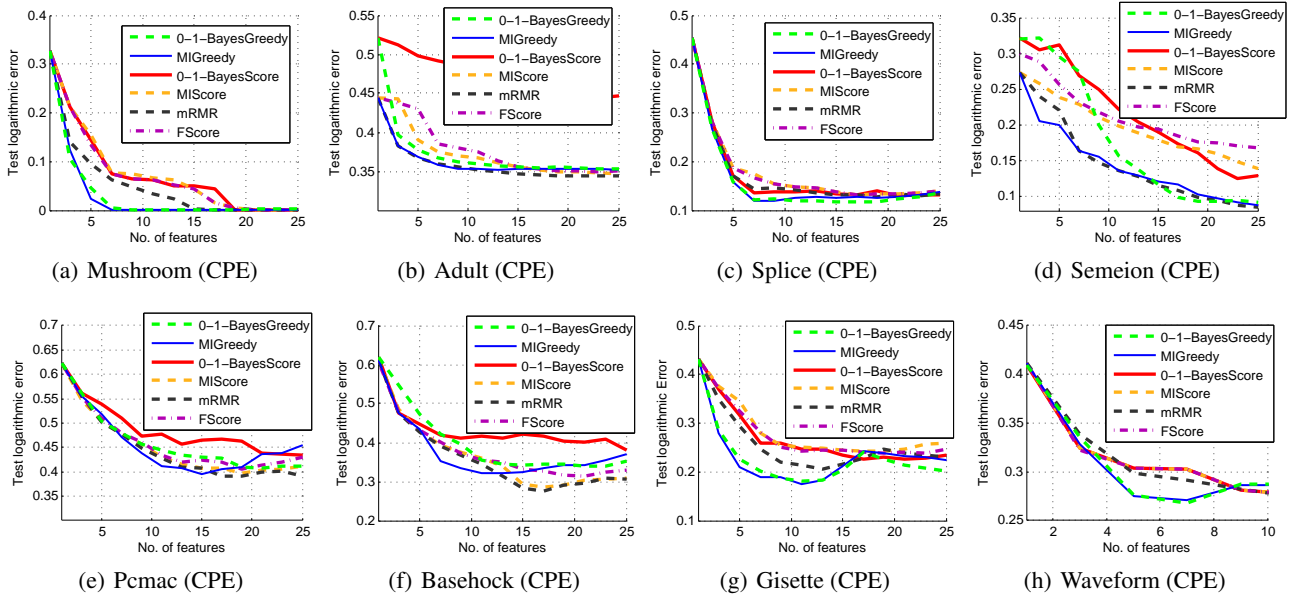 0.4
0.3
0.2
0.1
0
5
10
15
20
25
Test logarithmic error
No. of features
0-1-BayesGreedy
MIGreedy
0-1-BayesScore
MIScore
mRMR
FScore
(a) Mushroom (CPE)
0.55
0.45
0.35
5
10
15
20
25
Test logarithmic error
No. of features
0-1-BayesGreedy
MIGreedy
0-1-BayesScore
MIScore
mRMR
FScore
(b) Adult (CPE)
0.5
0.4
0.3
0.2
0.1
5
10
15
20
25
Test logarithmic error
No. of features
0-1-BayesGreedy
MIGreedy
0-1-BayesScore
MIScore
mRMR
FScore
(c) Splice (CPE)
0.35
0.3
0.25
0.2
0.15
0.1
5
10
15
20
25
Test logarithmic error
No. of features
0-1-BayesGreedy
MIGreedy
0-1-BayesScore
MIScore
mRMR
FScore
(d) Semeion (CPE)
0.7
0.65
0.6
0.55
0.5
0.45
0.4
0.35
5
10
15
20
25
Test logarithmic error
No. of features
0-1-BayesGreedy
MIGreedy
0-1-BayesScore
MIScore
mRMR
FScore
(e) Pcmac (CPE)
0.7
0.6
0.5
0.4
0.3
0.2
5
10
15
20
25
Test logarithmic error
No. of features
0-1-BayesGreedy
MIGreedy
0-1-BayesScore
MIScore
mRMR
FScore
(f) Basehock (CPE)
0.5
0.4
0.3
0.2
0.1
5
10
15
20
25
Test logarithmic Error
No. of features
0-1-BayesGreedy
MIGreedy
0-1-BayesScore
MIScore
mRMR
FScore
(g) Gisette (CPE)
0.45
0.4
0.35
0.3
0.25
2
4
6
8
10
Test logarithmic error
No. of features
0-1-BayesGreedy
MIGreedy
0-1-BayesScore
MIScore
mRMR
FScore
(h) Waveform (CPE)